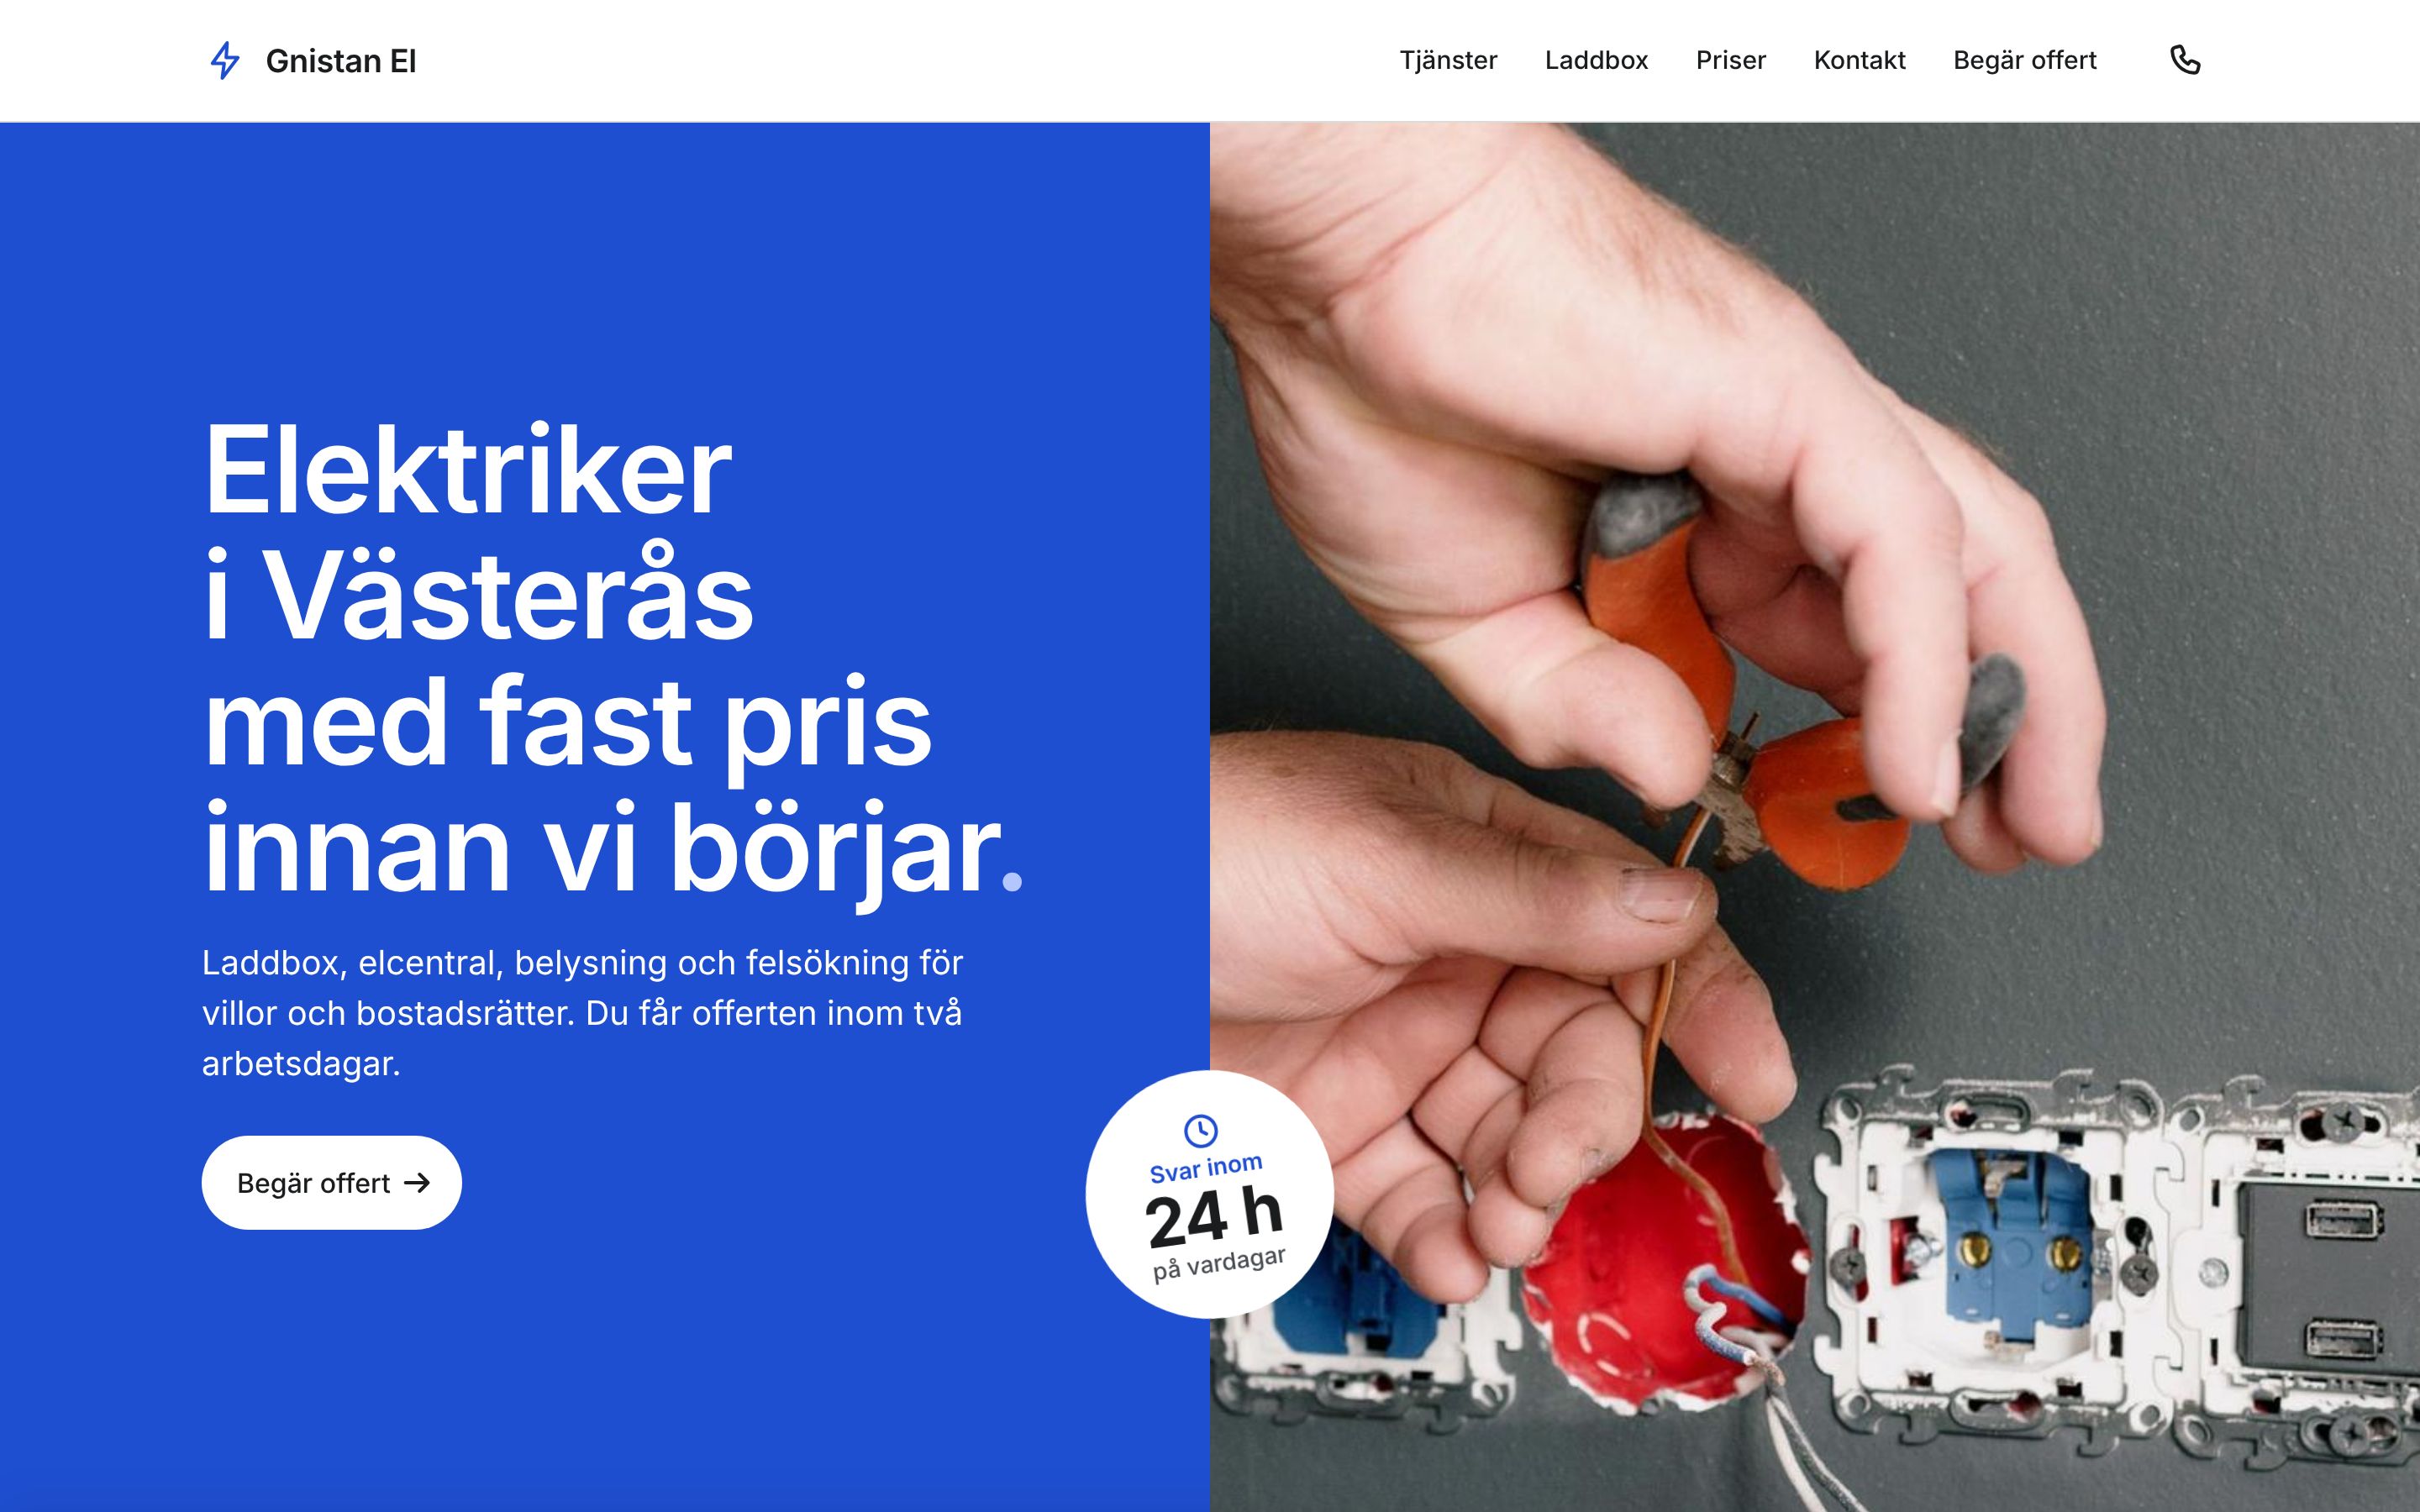 Gnistan El
Tjänster Laddbox Priser Kontakt Begär offert
Elektriker
i Västerås
med fast pris
innan vi börjar.
Laddbox, elcentral, belysning och felsökning för
villor och bostadsrätter. Du får offerten inom två
arbetsdagar.
Begär offert →
Svar inom
24 h
på vardagar